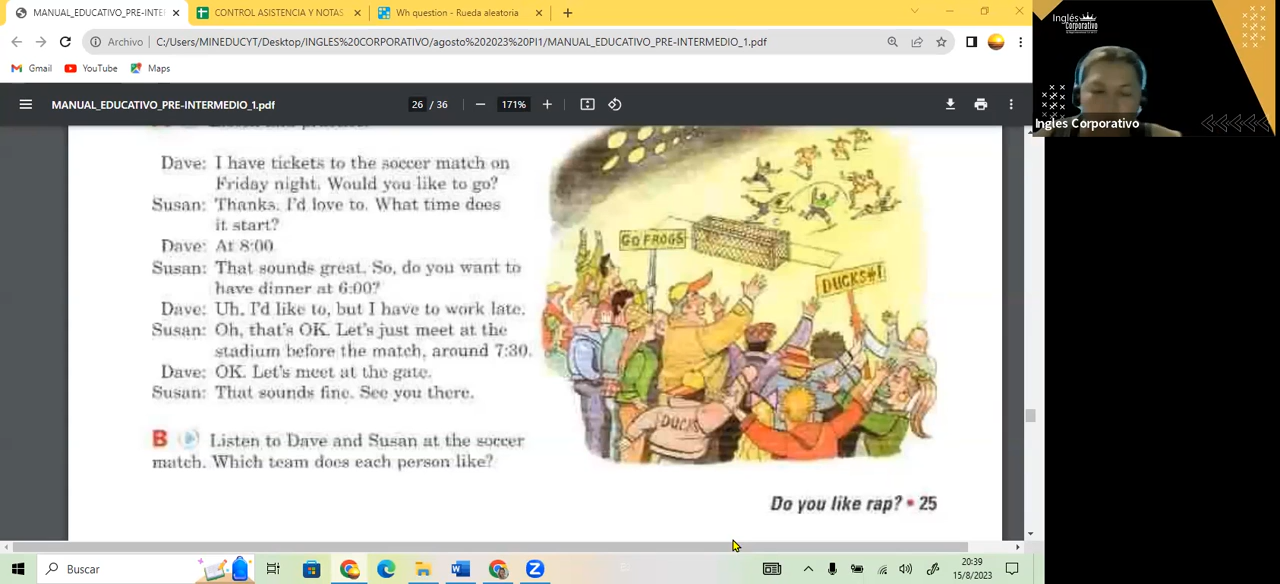 MANUAL_EDUCATIVO_PRE-INTERMEDIO
CONTROL ASISTENCIA Y NOTAS
Wh question - Rueda aleatoria
Archivo
C:/Users/MINEDUCYT/Desktop/INGLES%20CORPORATIVO/agosto%202023%20PI1/MANUAL_EDUCATIVO_PRE-INTERMEDIO_1.pdf
Gmail
YouTube
Maps
MANUAL_EDUCATIVO_PRE-INTERMEDIO_1.pdf
26 / 36
171%
Dave: I have tickets to the soccer match on
Friday night. Would you like to go?
Susan: Thanks. I'd love to. What time does
it start?
Dave: At 8:00.
Susan: That sounds great. So, do you want to
have dinner at 6:00?
Dave: Uh, I'd like to, but I have to work late.
Susan: Oh, that's OK. Let's just meet at the
stadium before the match, around 7:30.
Dave: OK. Let's meet at the gate.
Susan: That sounds fine. See you there.
GO FROGS
DUCKS#1
DUCKS
B Listen to Dave and Susan at the soccer
match. Which team does each person like?
Do you like rap? • 25
Inglés
Corporativo
Ingles Corporativo
Buscar
20:39
15/8/2023